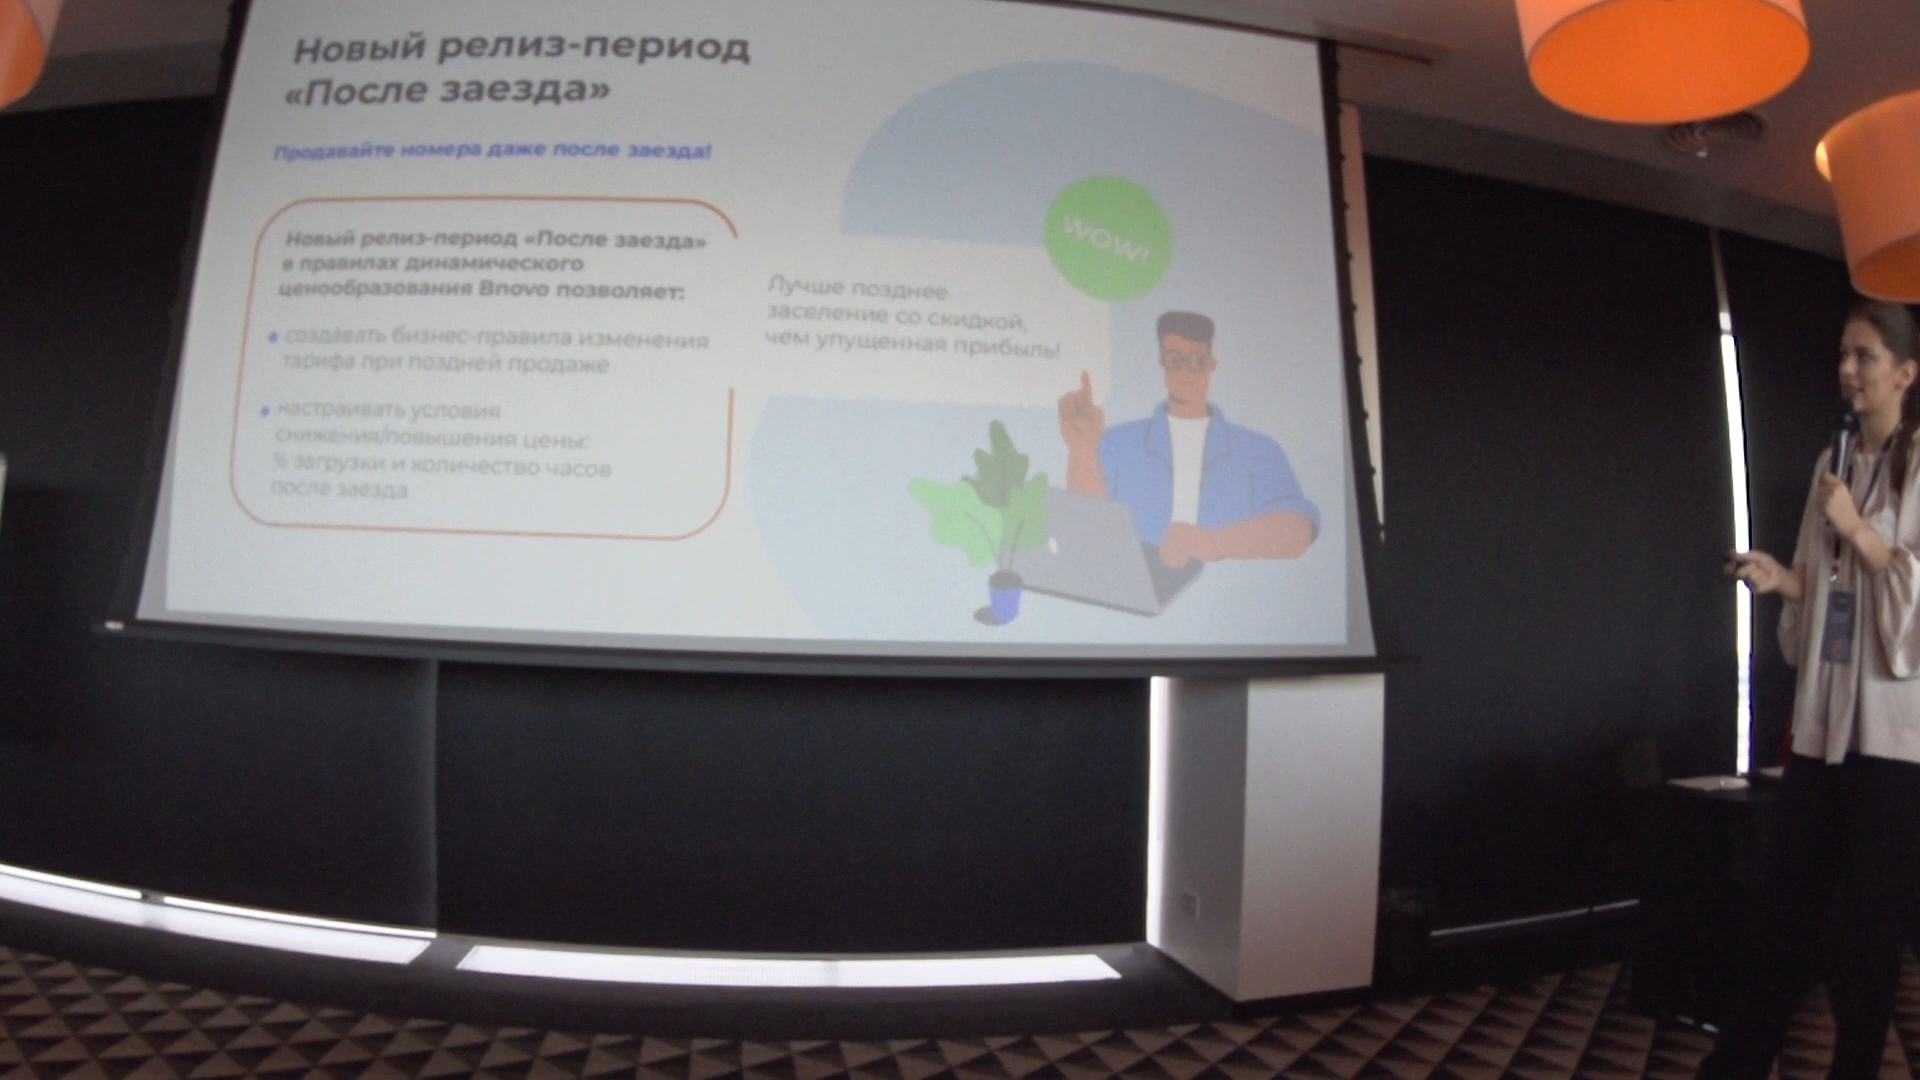 Новый релиз-период
«После заезда»
Продавайте номера даже после заезда!
Новый релиз-период «После заезда»
в правилах динамического
ценообразования Bnovo позволяет:
• создавать бизнес-правила изменения
тарифа при поздней продаже
• настраивать условия
снижения/повышения цены:
% загрузки и количество часов
после заезда
Лучше позднее
заселение со скидкой,
чем упущенная прибыль!
WOW!